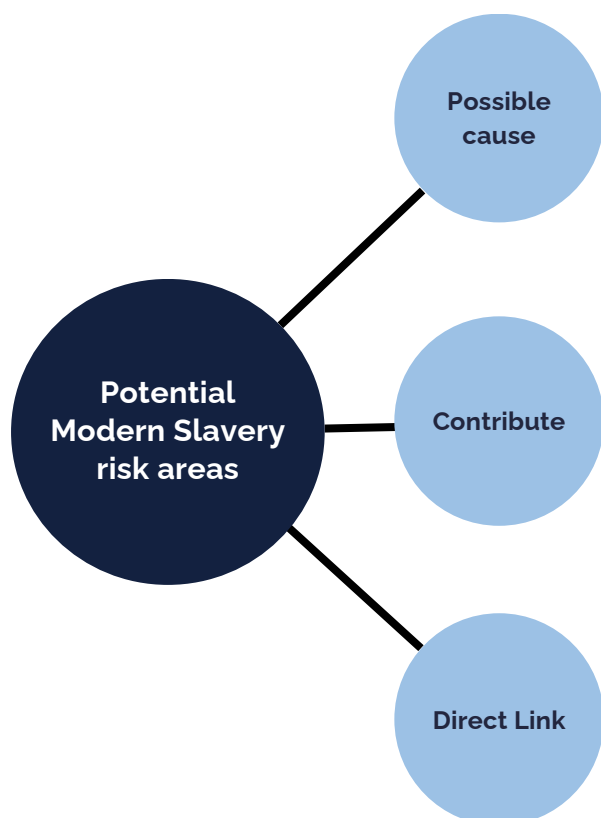 Possible
cause
Potential
Modern Slavery
risk areas
Contribute
Direct Link